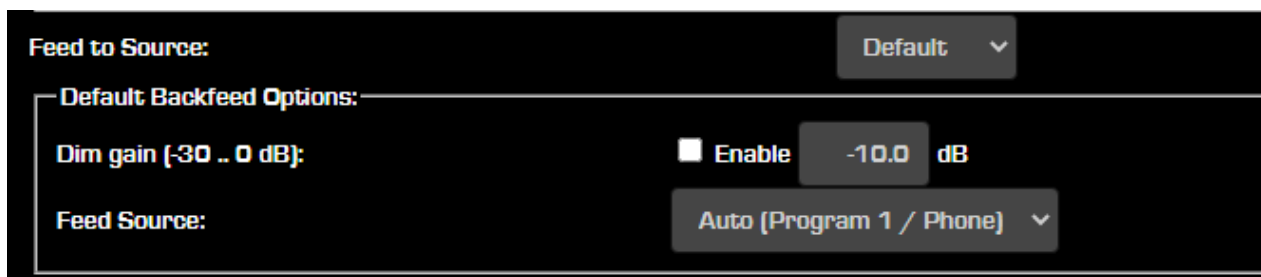 Feed to Source: Default
Default Backfeed Options:
Dim gain (-30 .. 0 dB): Enable -10.0 dB
Feed Source: Auto (Program 1 / Phone)